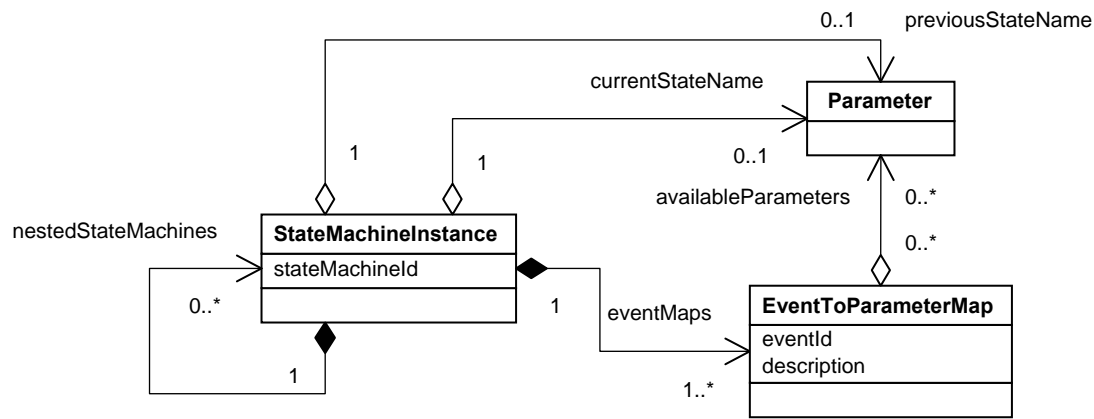 0..1 previousStateName
currentStateName
Parameter
1
1
0..1
availableParameters
0..*
nestedStateMachines
StateMachineInstance
stateMachineId
0..*
0..*
1
eventMaps
EventToParameterMap
eventId
description
1
1..*